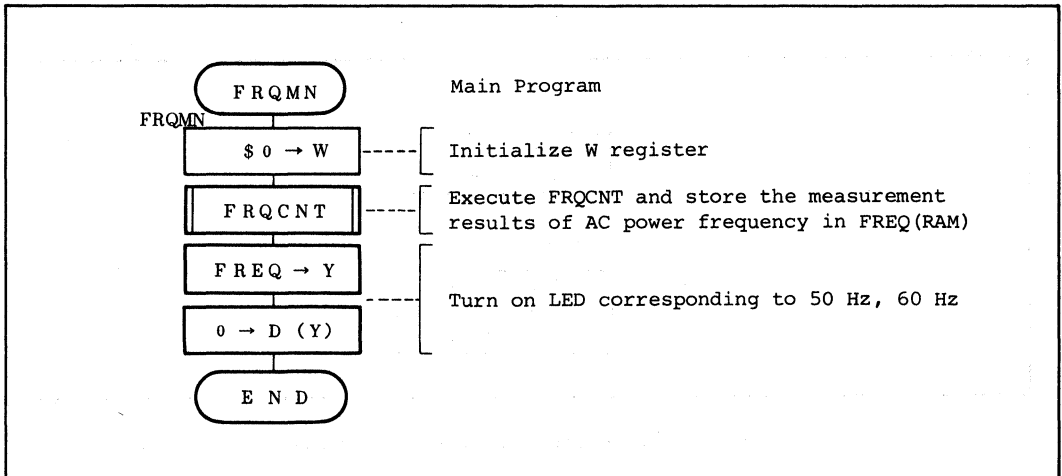 FRQMN
Main Program
FRQMN
$ 0 → W
Initialize W register
FRQCNT
Execute FRQCNT and store the measurement
results of AC power frequency in FREQ(RAM)
FREQ → Y
Turn on LED corresponding to 50 Hz, 60 Hz
0 → D (Y)
END